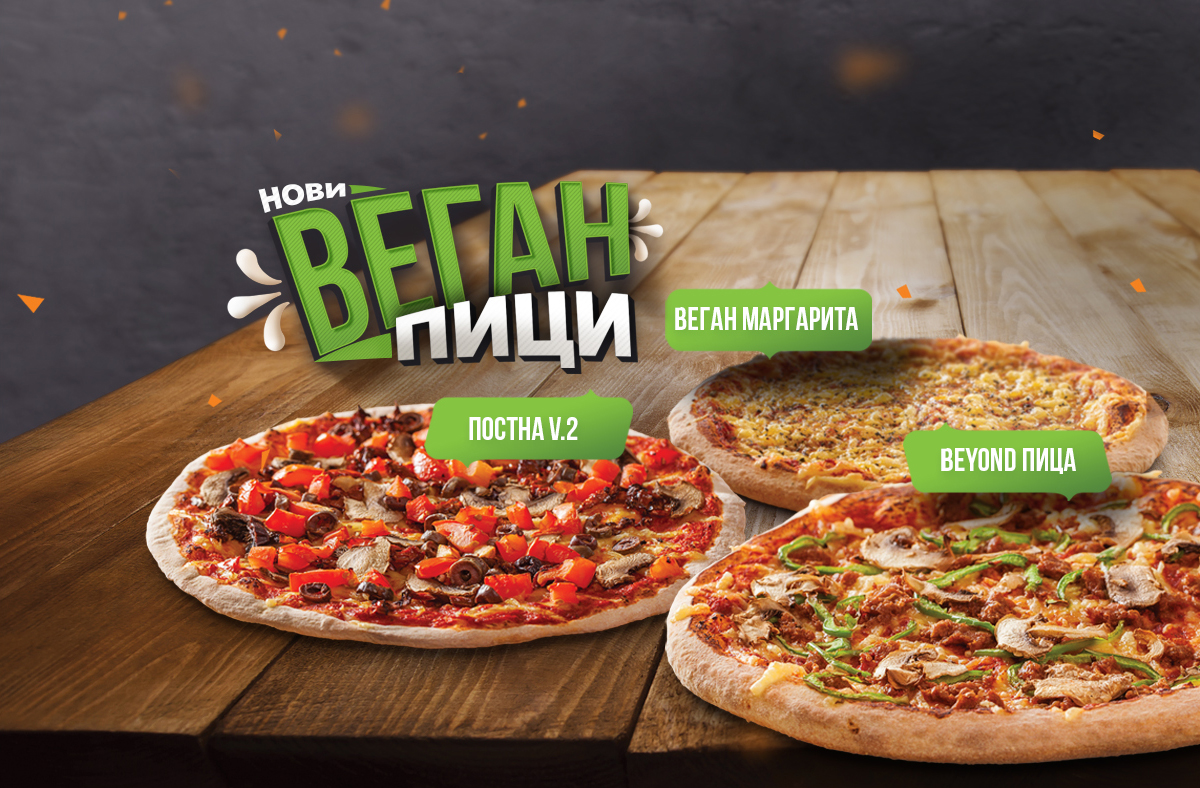 НОВИ
ВЕГАН
ПИЦИ
ВЕГАН МАРГАРИТА
ПОСТНА V.2
BEYOND ПИЦА